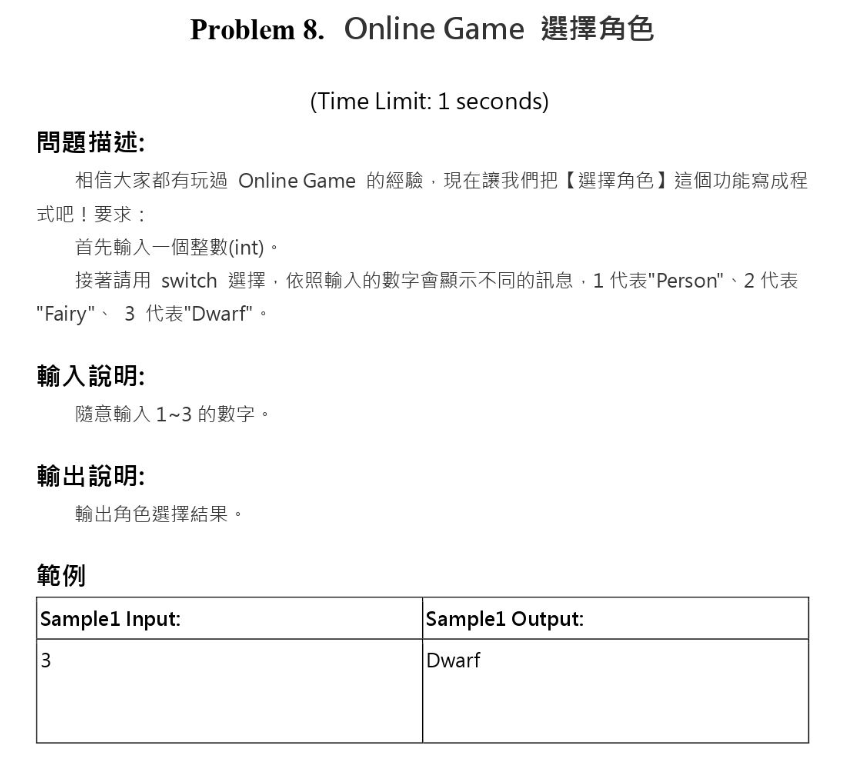 Problem 8. Online Game 選擇角色
(Time Limit: 1 seconds)
問題描述:
相信大家都有玩過 Online Game 的經驗，現在讓我們把【選擇角色】這個功能寫成程
式吧！要求：
首先輸入一個整數(int)。
接著請用 switch 選擇，依照輸入的數字會顯示不同的訊息，1 代表"Person"、2 代表
"Fairy"、 3 代表"Dwarf"。
輸入說明:
隨意輸入 1~3 的數字。
輸出說明:
輸出角色選擇結果。
範例
Sample1 Input: Sample1 Output:
3 Dwarf